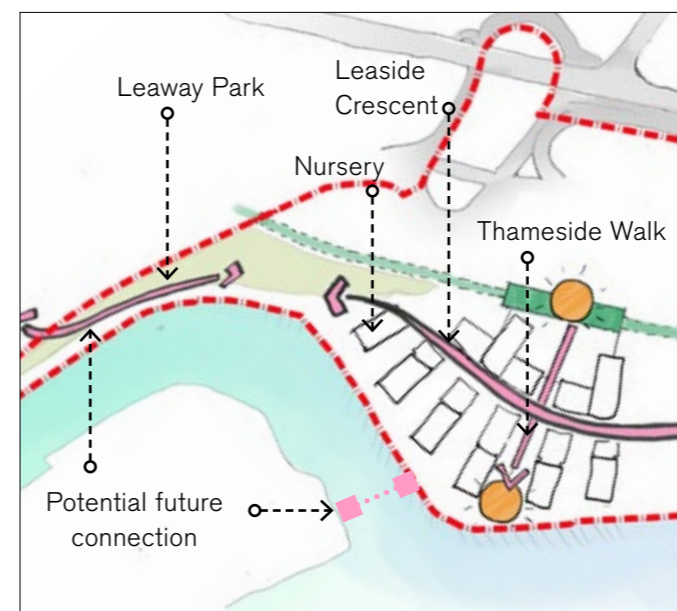 Leaway Park
Leaside
Crescent
Nursery
Thameside Walk
Potential future
connection